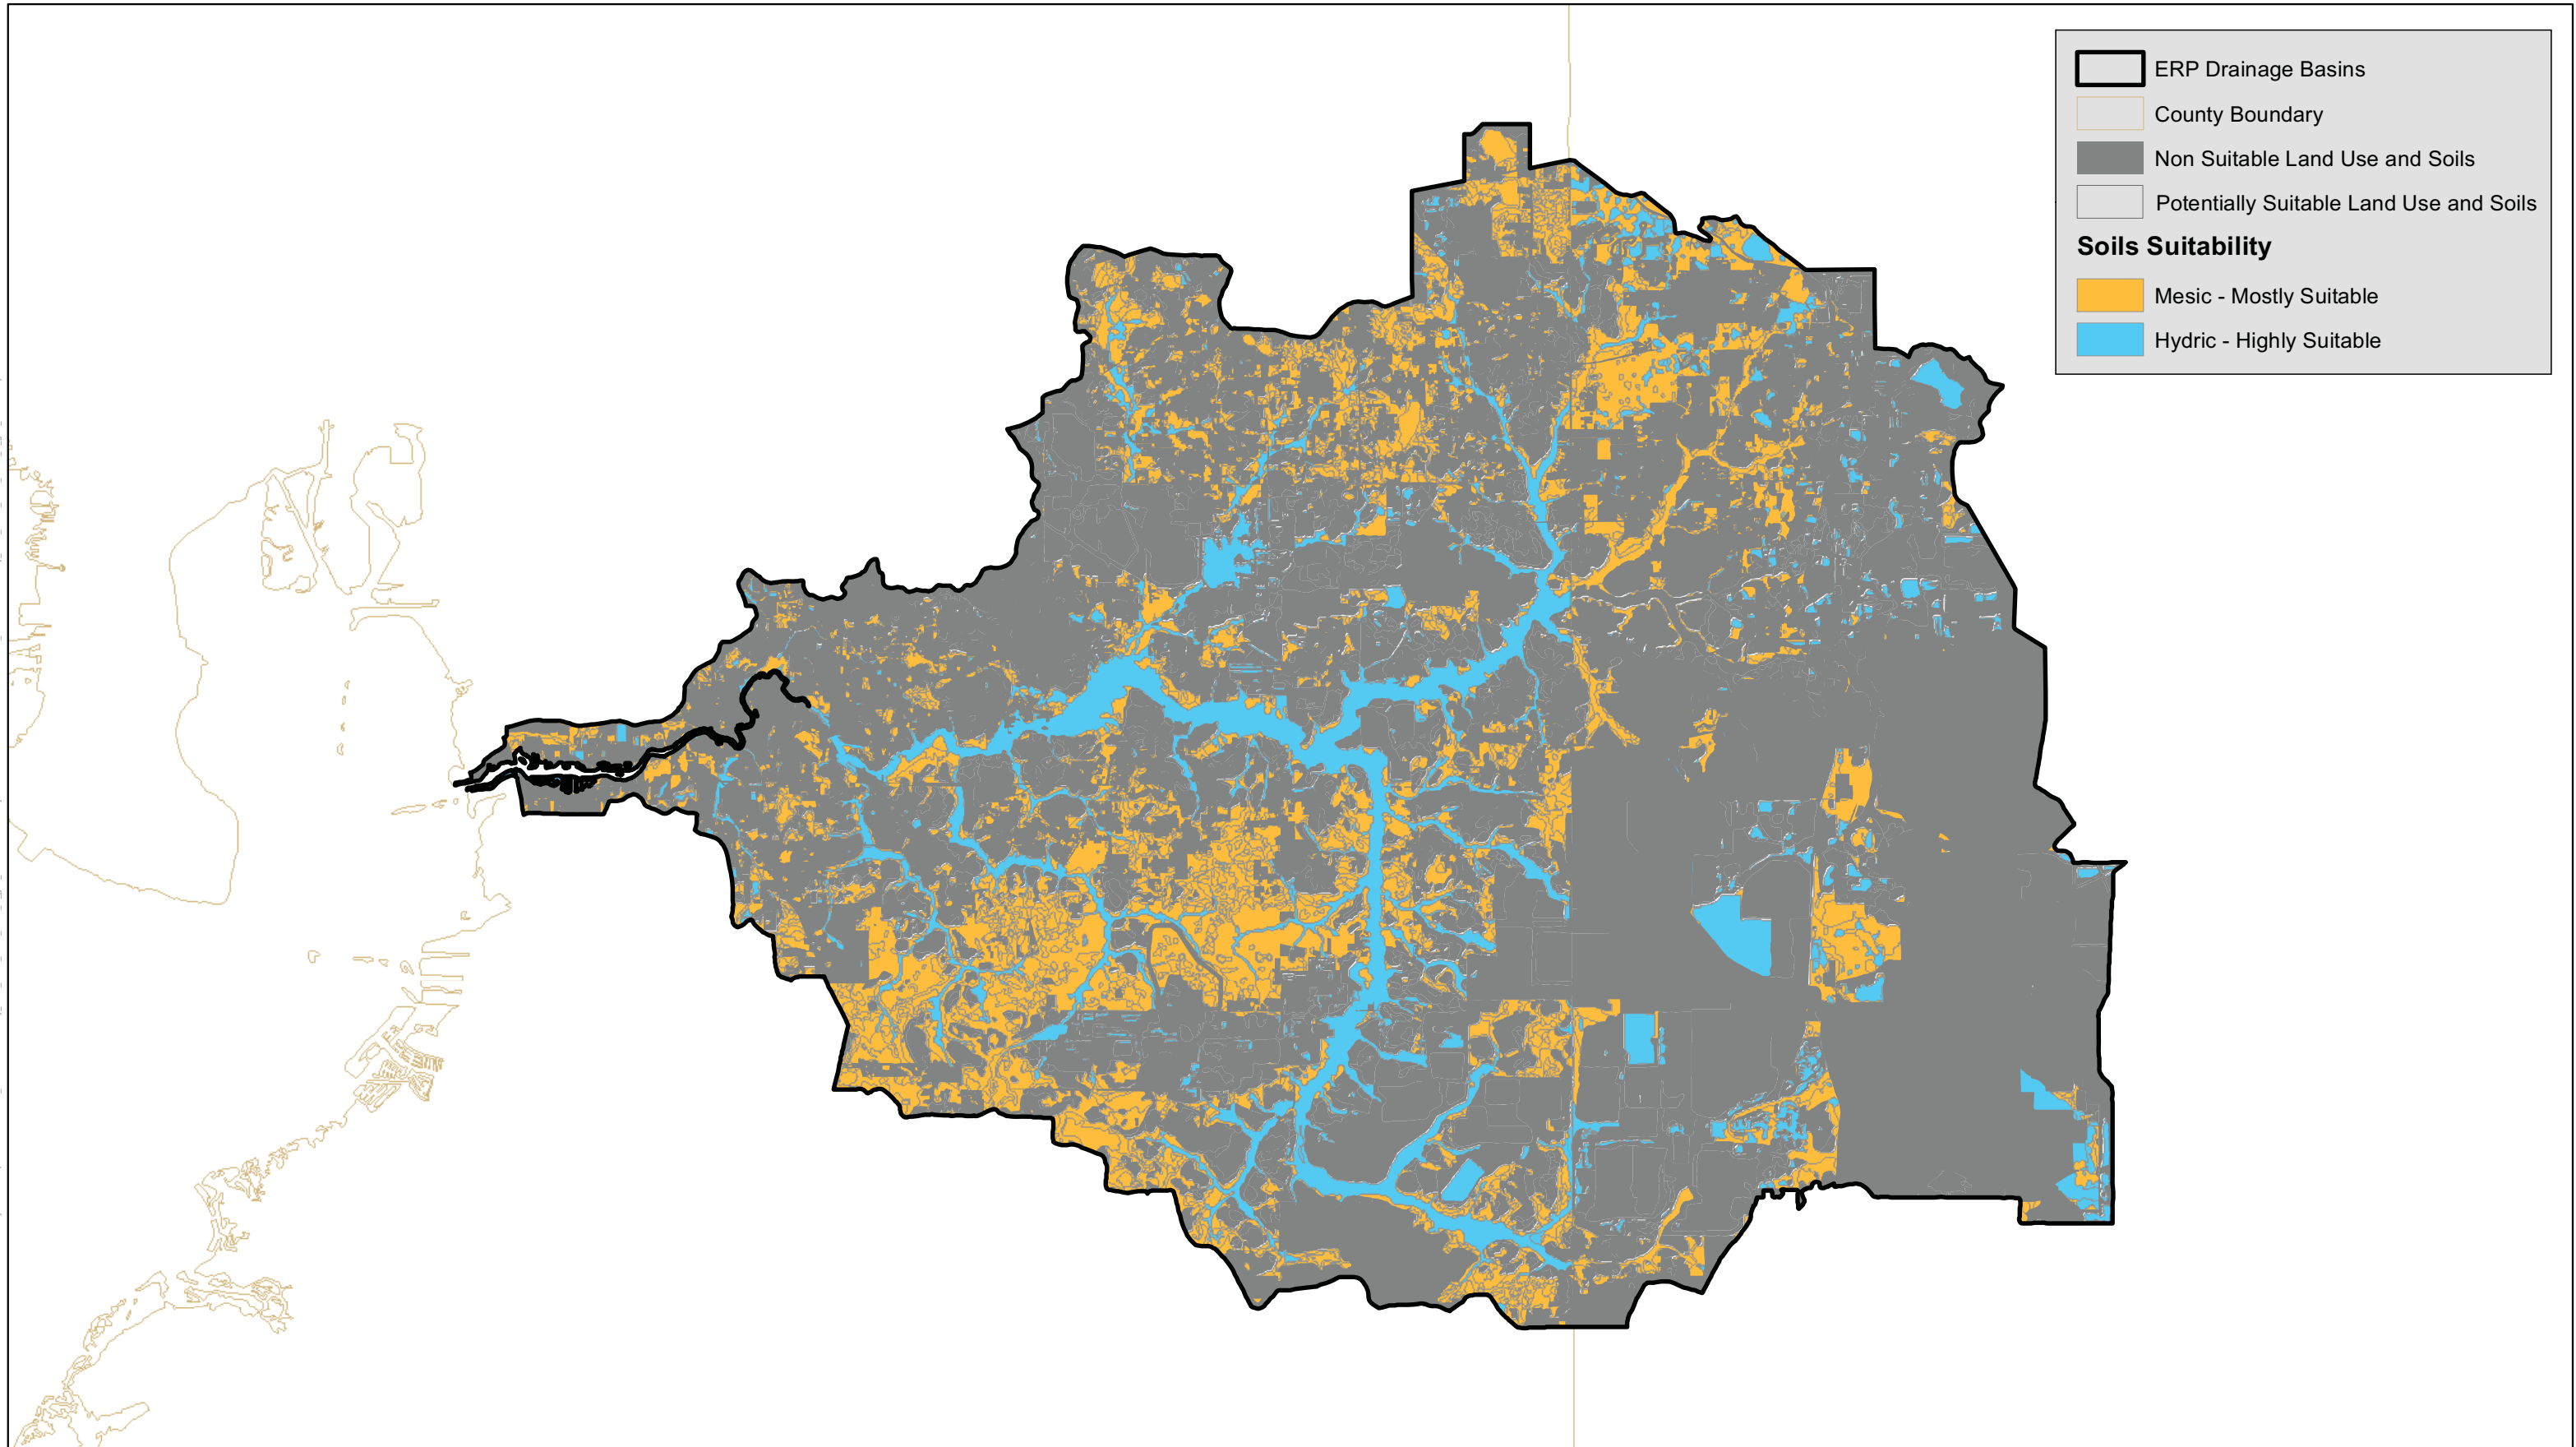 ERP Drainage Basins
County Boundary
Non Suitable Land Use and Soils
Potentially Suitable Land Use and Soils
Soils Suitability
Mesic - Mostly Suitable
Hydric - Highly Suitable